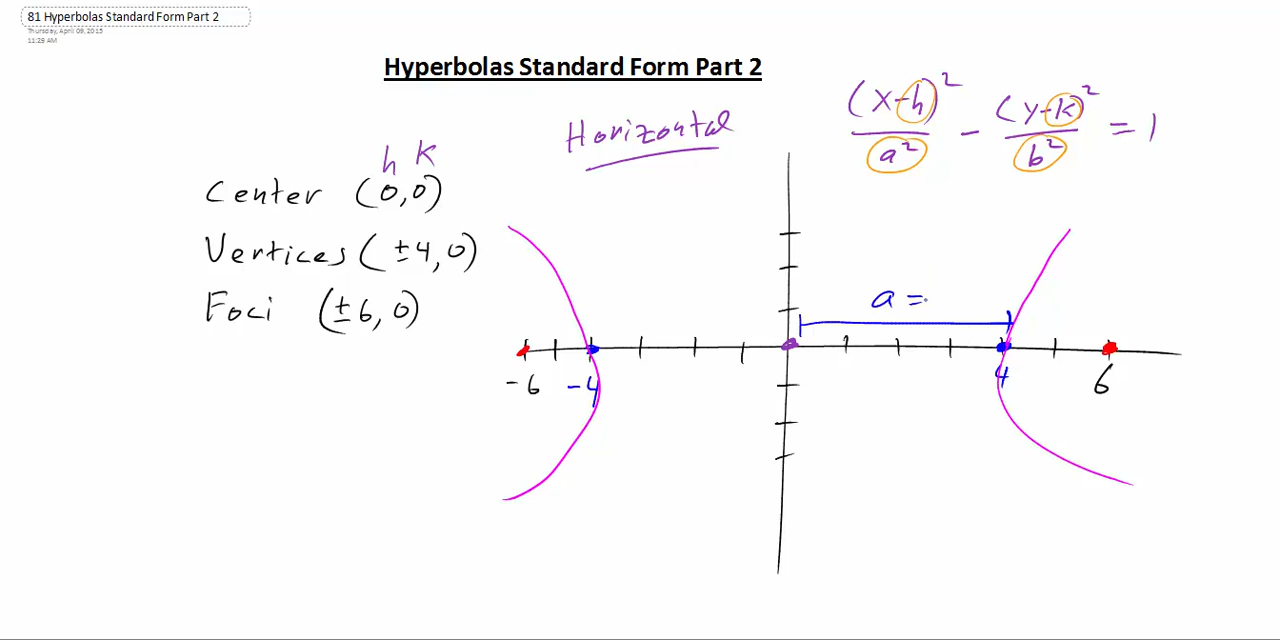 81 Hyperbolas Standard Form Part 2
Thursday, April 09, 2015
11:29 AM
Hyperbolas Standard Form Part 2
Horizontal
(x-h)²/a² - (y-k)²/b² = 1
h k
Center (0,0)
Vertices (±4, 0)
Foci (±6, 0)
a =
-6 -4 4 6